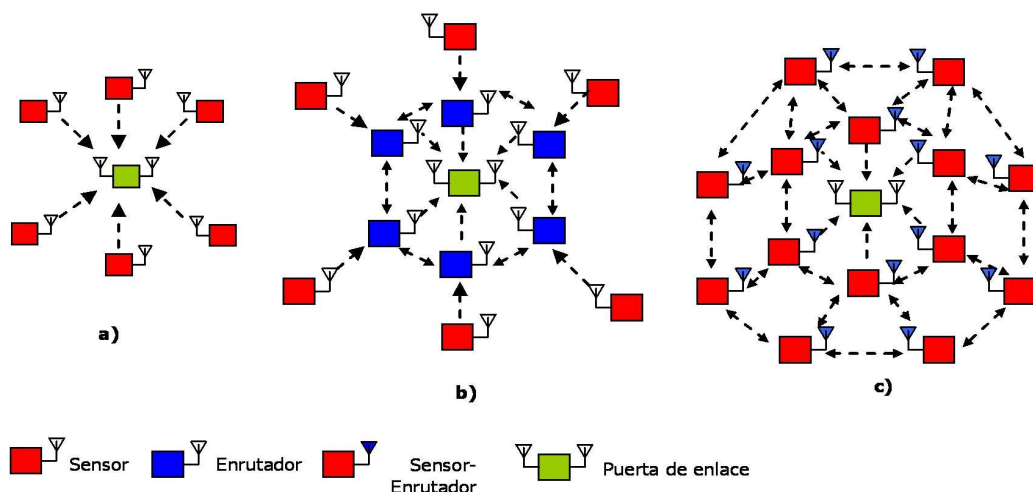 a)
b)
c)
Sensor
Enrutador
Sensor-
Enrutador
Puerta de enlace